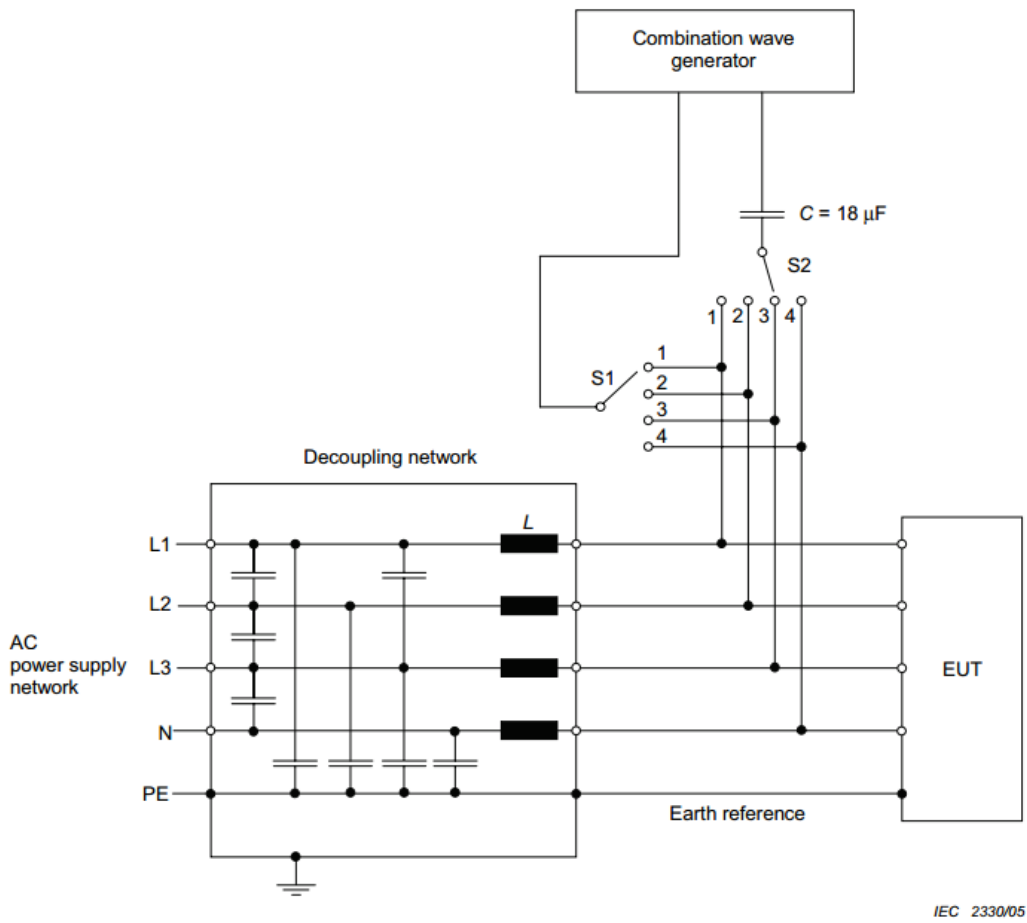 Combination wave
generator
C = 18 μF
S2
1
2
3
4
S1
1
2
3
4
Decoupling network
L
L1
L2
AC
power supply
network
L3
N
PE
EUT
Earth reference
IEC 2330/05